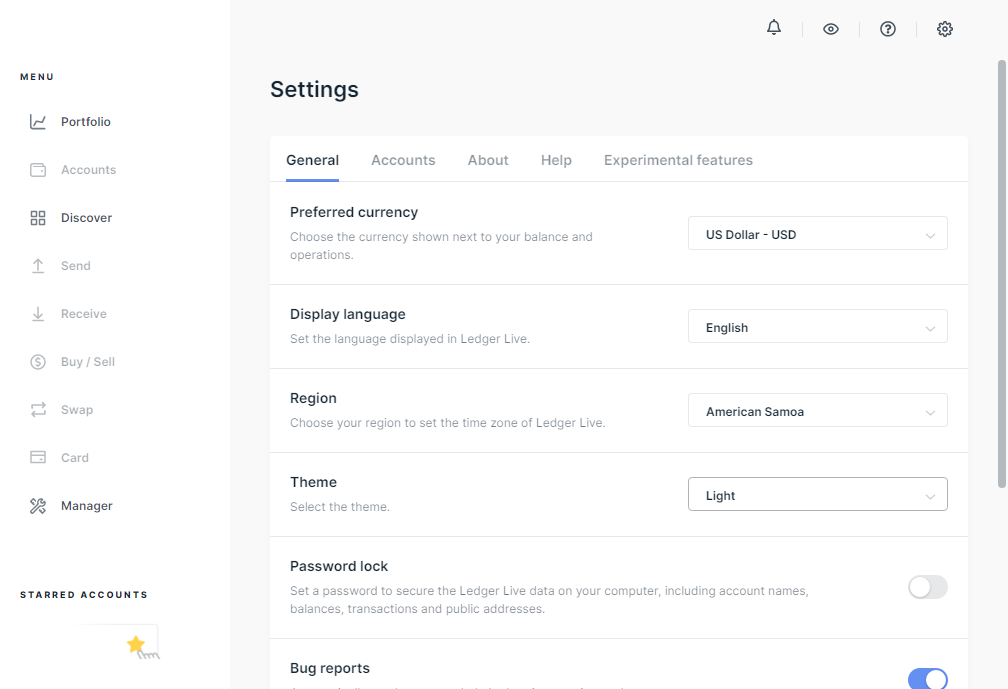 MENU
Portfolio
Accounts
Discover
Send
Receive
Buy / Sell
Swap
Card
Manager
STARRED ACCOUNTS
Settings
General Accounts About Help Experimental features
Preferred currency
Choose the currency shown next to your balance and
operations.
US Dollar - USD
Display language
Set the language displayed in Ledger Live.
English
Region
Choose your region to set the time zone of Ledger Live.
American Samoa
Theme
Select the theme.
Light
Password lock
Set a password to secure the Ledger Live data on your computer, including account names,
balances, transactions and public addresses.
Bug reports